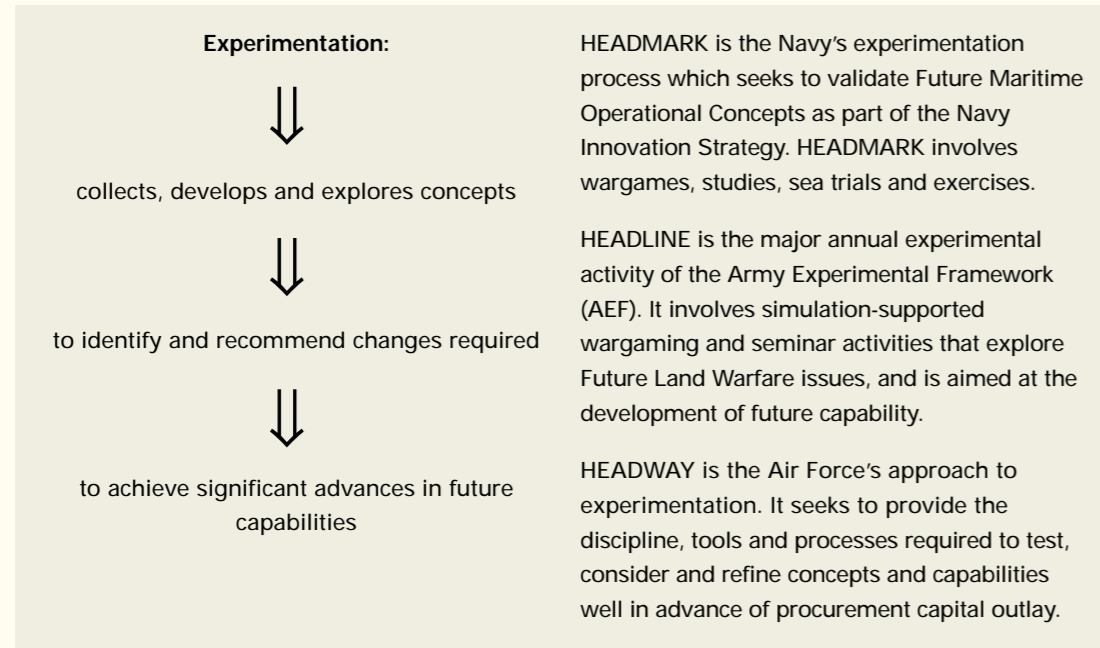 Experimentation:
⇓
collects, develops and explores concepts
⇓
to identify and recommend changes required
⇓
to achieve significant advances in future
capabilities
HEADMARK is the Navy’s experimentation
process which seeks to validate Future Maritime
Operational Concepts as part of the Navy
Innovation Strategy. HEADMARK involves
wargames, studies, sea trials and exercises.
HEADLINE is the major annual experimental
activity of the Army Experimental Framework
(AEF). It involves simulation-supported
wargaming and seminar activities that explore
Future Land Warfare issues, and is aimed at the
development of future capability.
HEADWAY is the Air Force’s approach to
experimentation. It seeks to provide the
discipline, tools and processes required to test,
consider and refine concepts and capabilities
well in advance of procurement capital outlay.